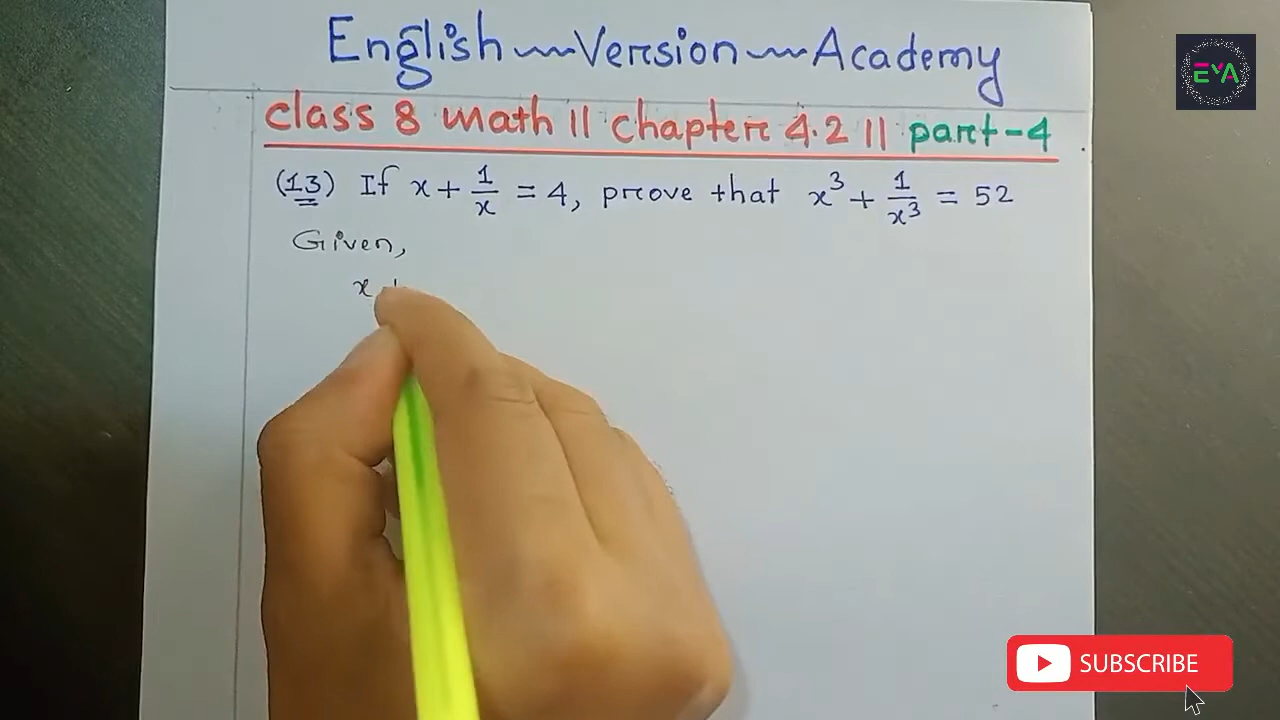 English Version Academy
EYA
class 8 math || chapter 4.2 || part-4
(13) If x + 1/x = 4, prove that x³ + 1/x³ = 52
Given,
x +
SUBSCRIBE